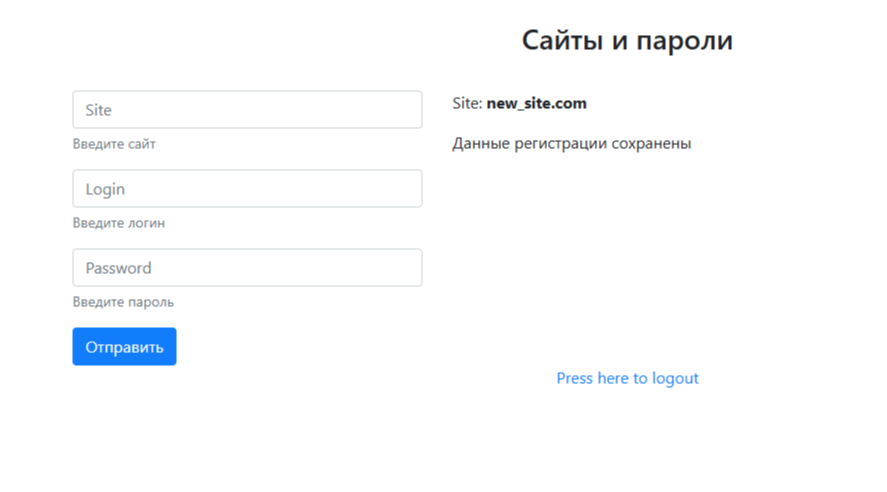 Сайты и пароли
Site
Введите сайт
Login
Введите логин
Password
Введите пароль
Отправить
Site: new_site.com
Данные регистрации сохранены
Press here to logout